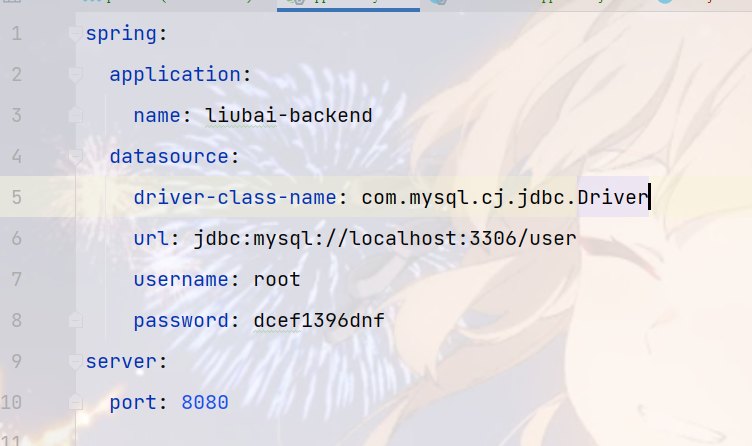 1 spring:
2 application:
3 name: liubai-backend
4 datasource:
5 driver-class-name: com.mysql.cj.jdbc.Driver
6 url: jdbc:mysql://localhost:3306/user
7 username: root
8 password: dcef1396dnf
9 server:
10 port: 8080
11